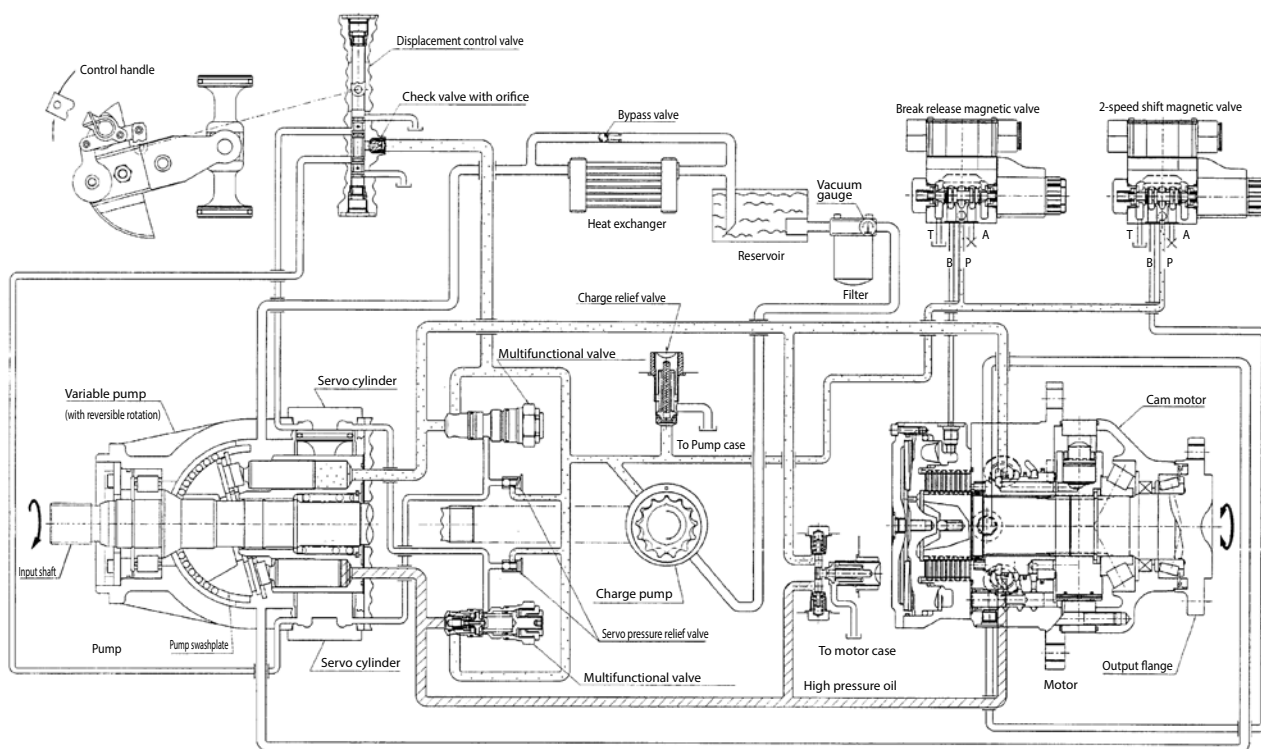 Displacement control valve
Control handle
Check valve with orifice
Bypass valve
Break release magnetic valve
2-speed shift magnetic valve
Vacuum
gauge
Heat exchanger
Reservoir
Filter
T
A
B
P
T
A
B
P
Charge relief valve
Multifunctional valve
Servo cylinder
Variable pump
(with reversible rotation)
Cam motor
To Pump case
Input shaft
Charge pump
Servo pressure relief valve
Pump
Pump swashplate
Servo cylinder
Multifunctional valve
To motor case
High pressure oil
Motor
Output flange